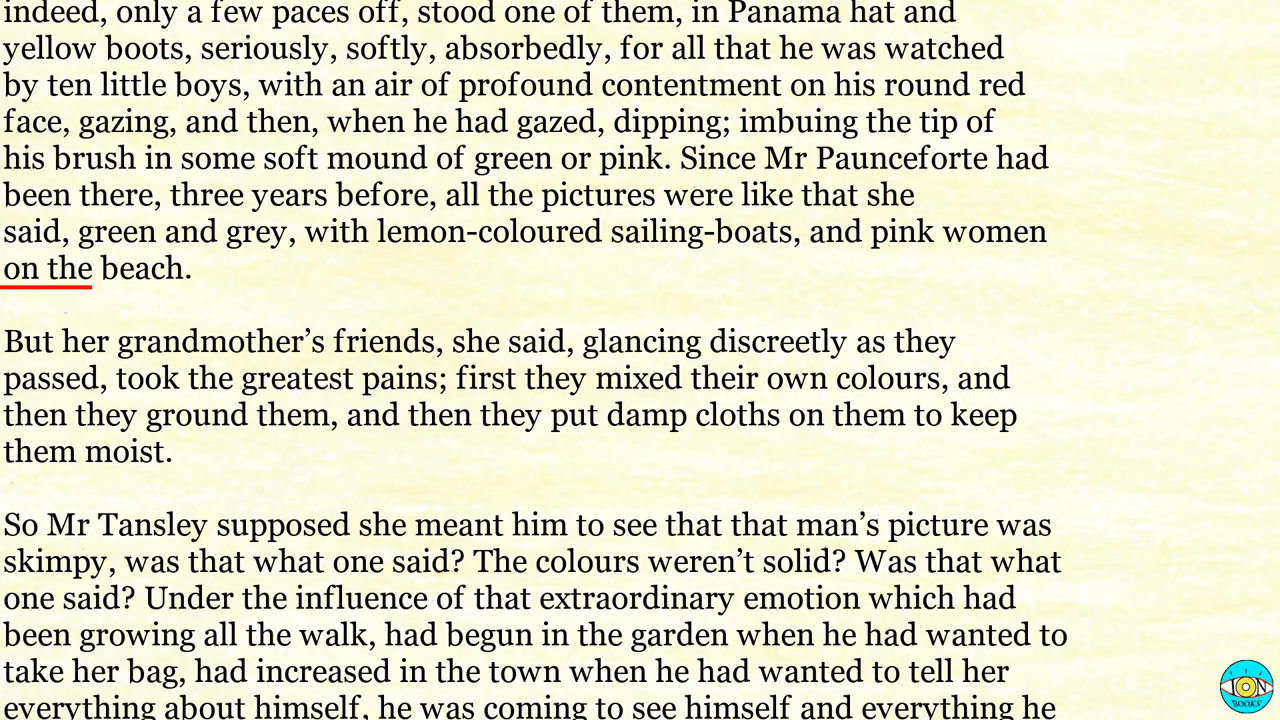 indeed, only a few paces off, stood one of them, in Panama hat and
yellow boots, seriously, softly, absorbedly, for all that he was watched
by ten little boys, with an air of profound contentment on his round red
face, gazing, and then, when he had gazed, dipping; imbuing the tip of
his brush in some soft mound of green or pink. Since Mr Paunceforte had
been there, three years before, all the pictures were like that she
said, green and grey, with lemon-coloured sailing-boats, and pink women
on the beach.
But her grandmother’s friends, she said, glancing discreetly as they
passed, took the greatest pains; first they mixed their own colours, and
then they ground them, and then they put damp cloths on them to keep
them moist.
So Mr Tansley supposed she meant him to see that that man’s picture was
skimpy, was that what one said? The colours weren’t solid? Was that what
one said? Under the influence of that extraordinary emotion which had
been growing all the walk, had begun in the garden when he had wanted to
take her bag, had increased in the town when he had wanted to tell her
everything about himself, he was coming to see himself and everything he
ION
BOOKS